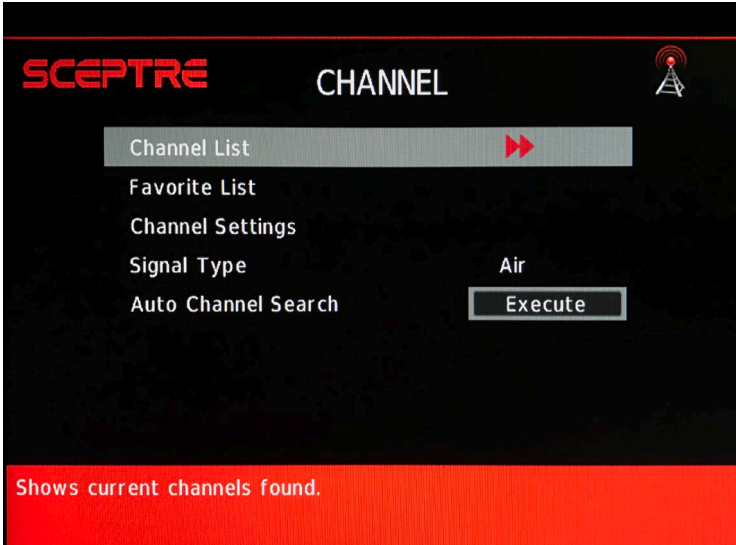 SCEPTRE
CHANNEL
Channel List
Favorite List
Channel Settings
Signal Type Air
Auto Channel Search Execute
Shows current channels found.